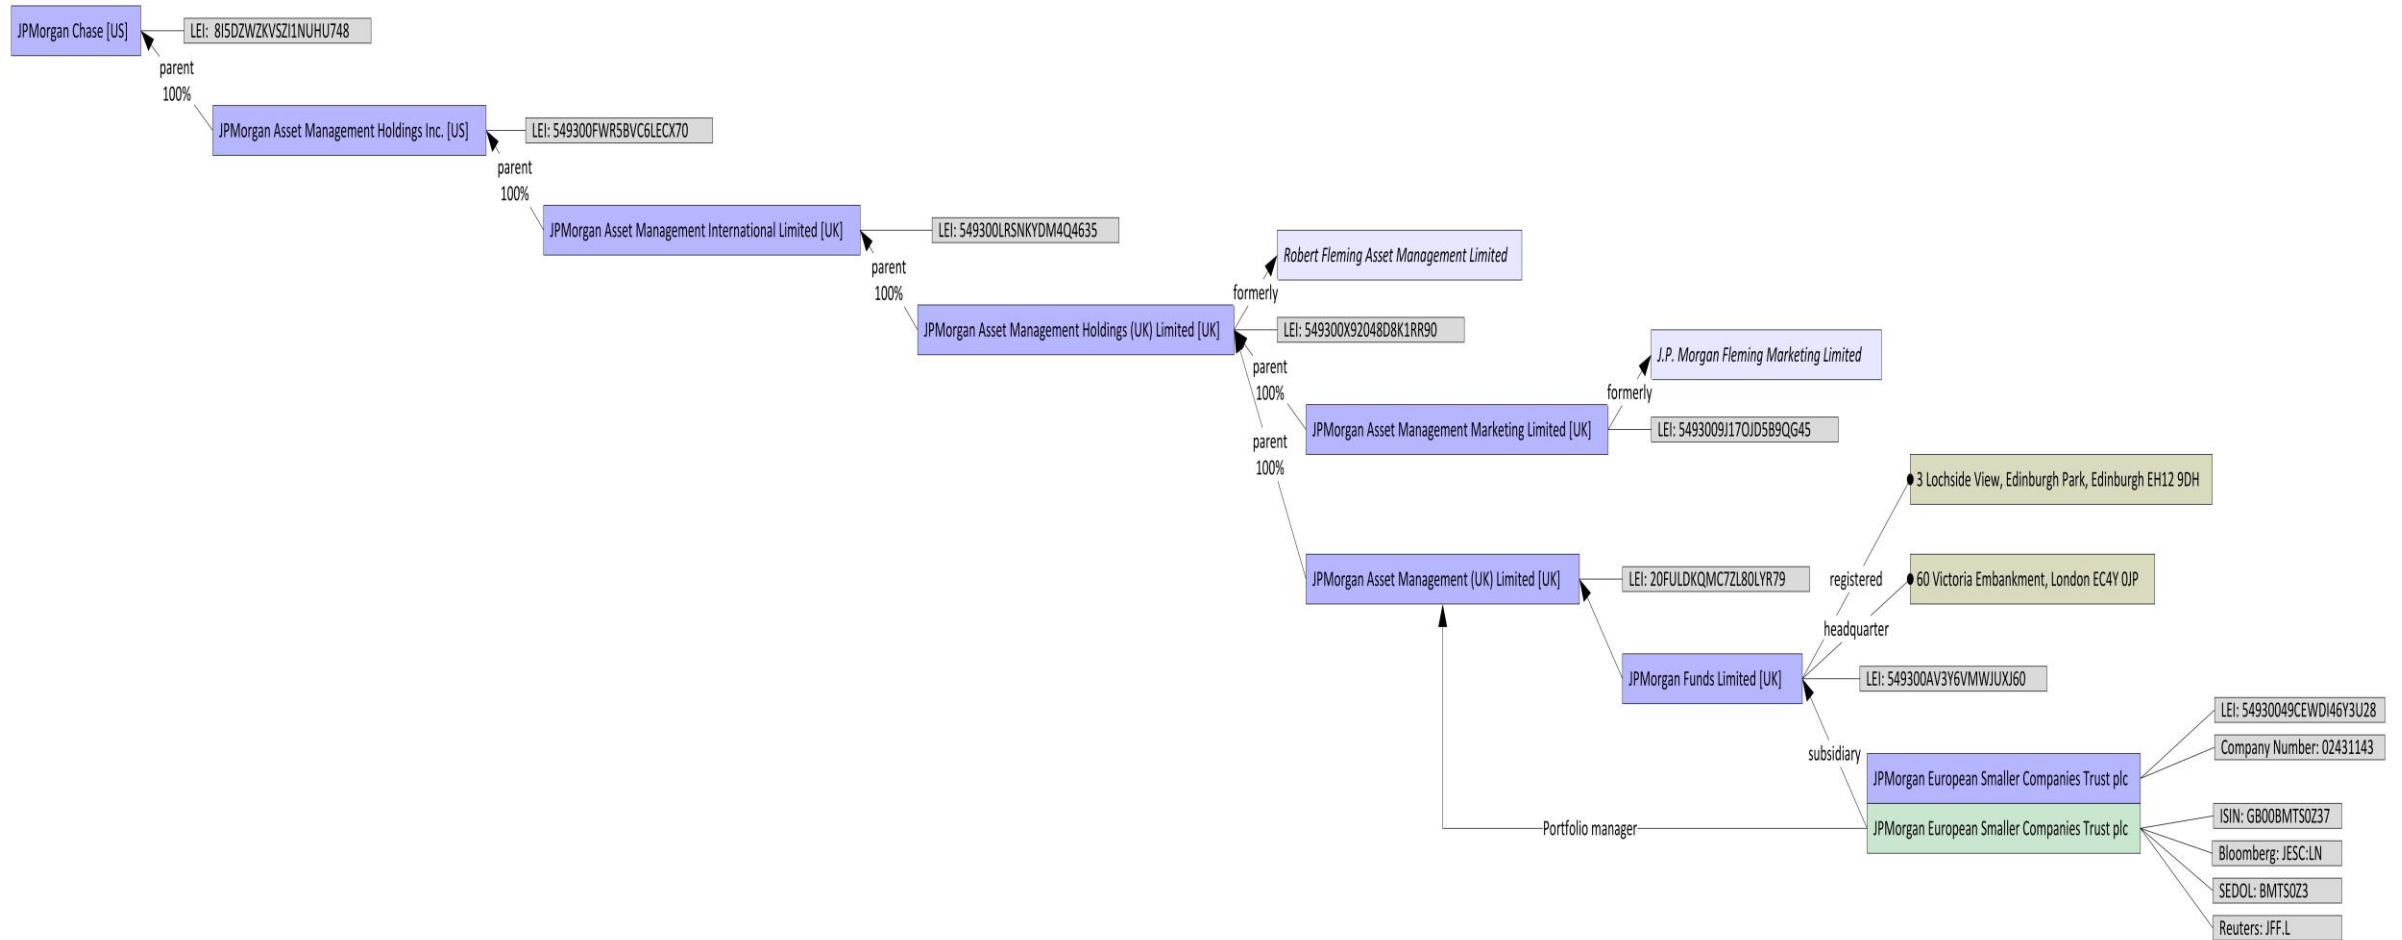 JPMorgan Chase [US]
LEI:  8I5DZWZKVSZI1NUHU748
parent
100%
JPMorgan Asset Management Holdings Inc. [US]
LEI: 549300FWR5BVC6LECX70
parent
100%
JPMorgan Asset Management International Limited [UK]
LEI: 549300LRSNKYDM4Q4635
parent
100%
Robert Fleming Asset Management Limited
formerly
JPMorgan Asset Management Holdings (UK) Limited [UK]
LEI: 549300X92048D8K1RR90
parent
100%
J.P. Morgan Fleming Marketing Limited
formerly
JPMorgan Asset Management Marketing Limited [UK]
LEI: 5493009J17OJD5B9QG45
parent
100%
3 Lochside View, Edinburgh Park, Edinburgh EH12 9DH
registered
JPMorgan Asset Management (UK) Limited [UK]
LEI: 20FULDKQMC7ZL80LYR79
60 Victoria Embankment, London EC4Y 0JP
headquarter
JPMorgan Funds Limited [UK]
LEI: 549300AV3Y6VMWJUXJ60
subsidiary
LEI: 54930049CEWDI46Y3U28
Company Number: 02431143
JPMorgan European Smaller Companies Trust plc
Portfolio manager
JPMorgan European Smaller Companies Trust plc
ISIN: GB00BMTS0Z37
Bloomberg: JESC:LN
SEDOL: BMTS0Z3
Reuters: JFF.L